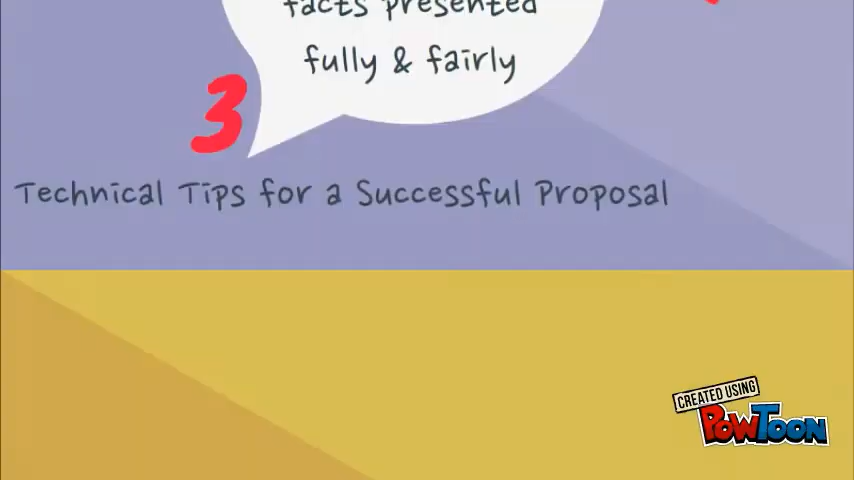 facts presented
fully & fairly
3
Technical Tips for a Successful Proposal
CREATED USING
POWTOON